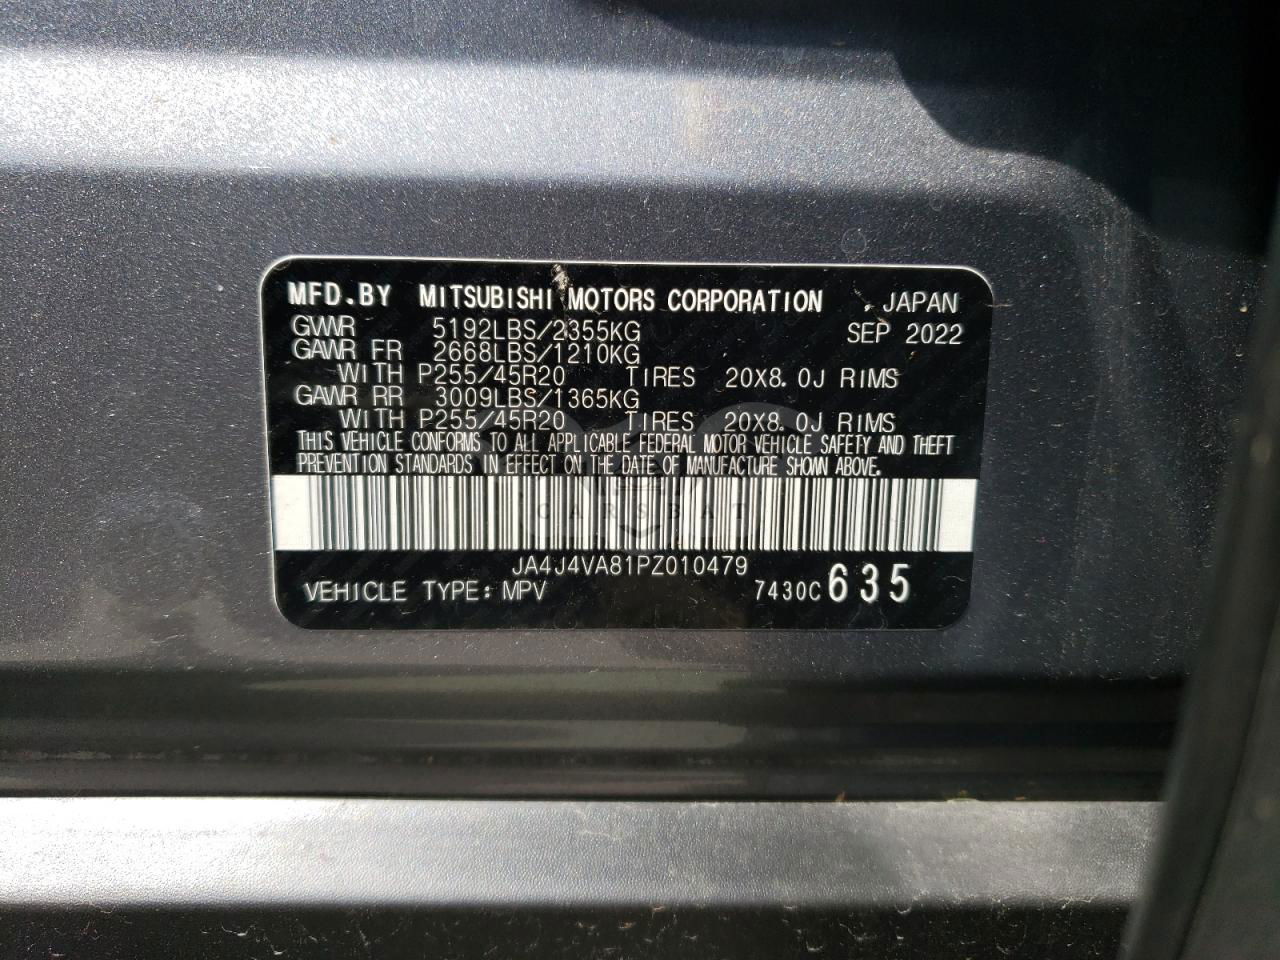 MFD.BY MITSUBISHI MOTORS CORPORATION JAPAN
GVWR 5192LBS/2355KG SEP 2022
GAWR FR 2668LBS/1210KG
WITH P255/45R20 TIRES 20X8.0J RIMS
GAWR RR 3009LBS/1365KG
WITH P255/45R20 TIRES 20X8.0J RIMS
THIS VEHICLE CONFORMS TO ALL APPLICABLE FEDERAL MOTOR VEHICLE SAFETY AND THEFT
PREVENTION STANDARDS IN EFFECT ON THE DATE OF MANUFACTURE SHOWN ABOVE.
CARSBAT
JA4J4VA81PZ010479
VEHICLE TYPE: MPV 7430C 635